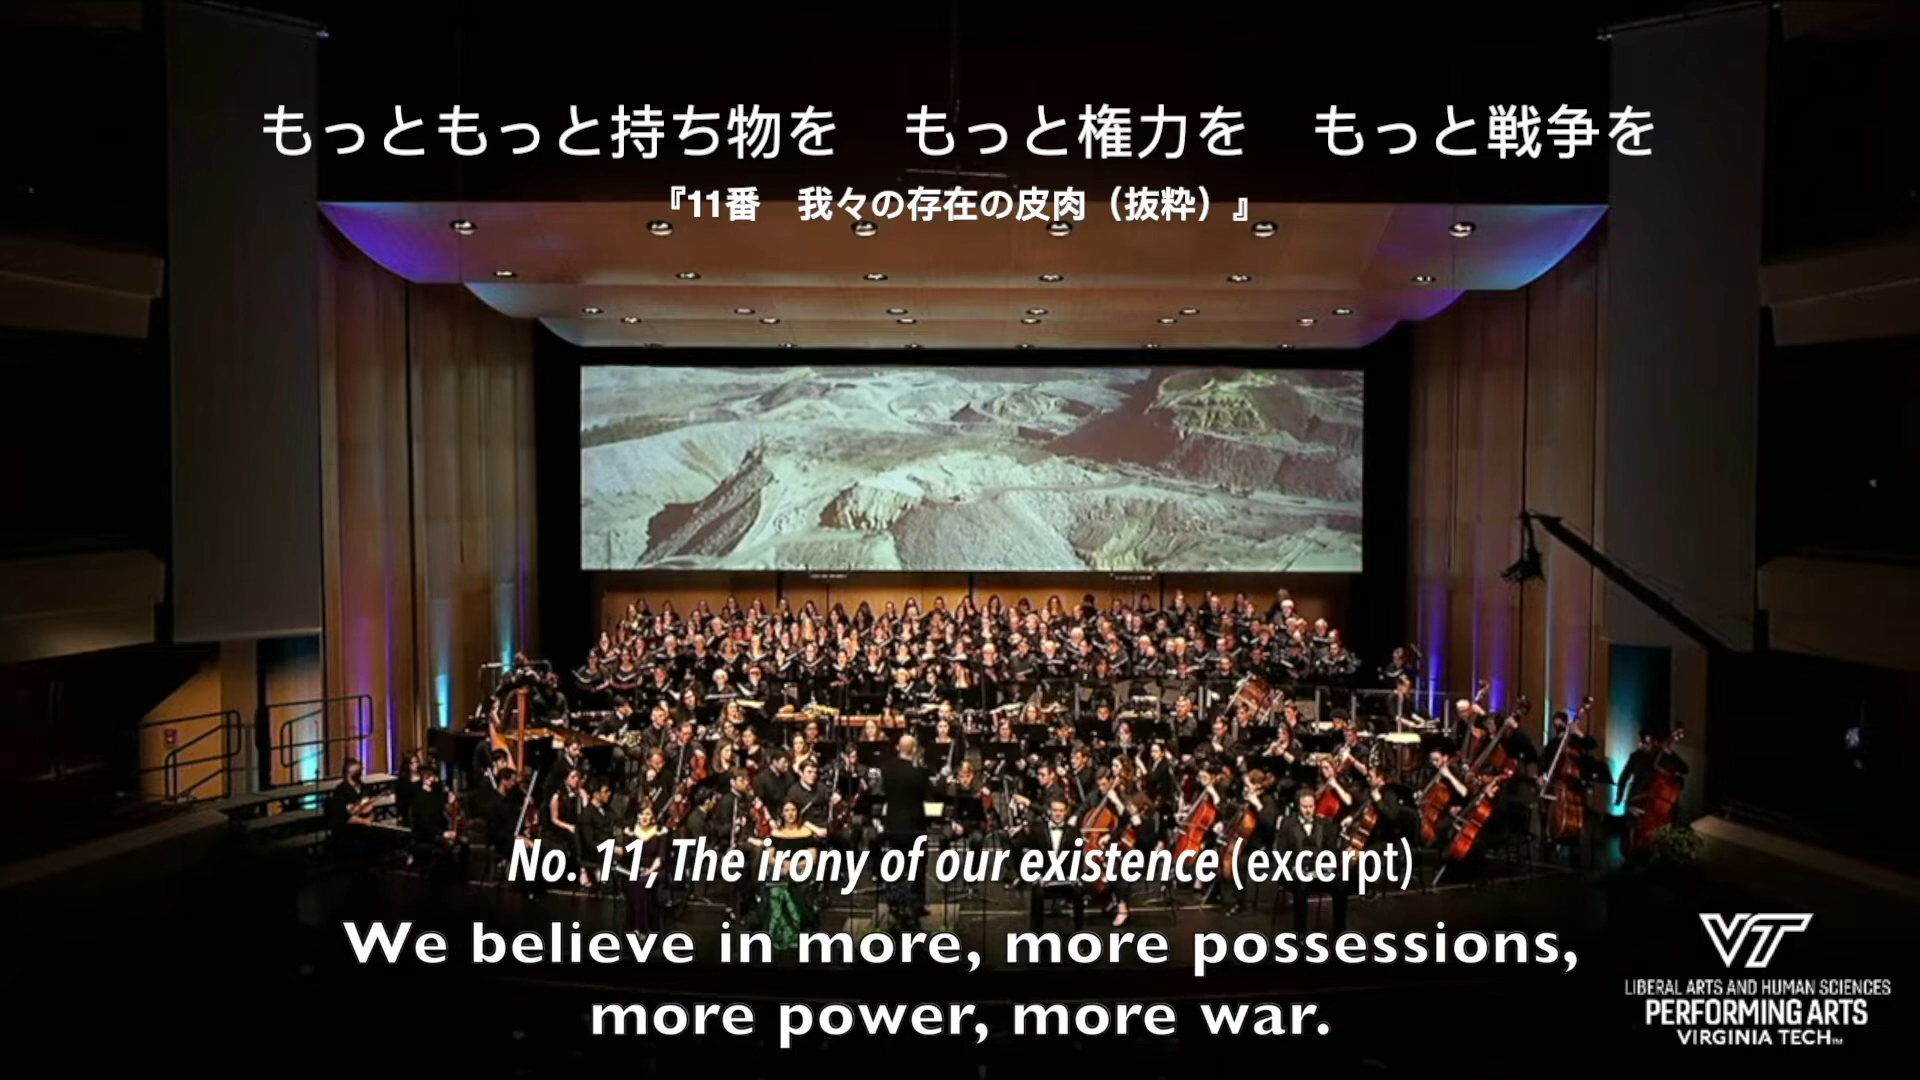 もっともっと持ち物を　もっと権力を　もっと戦争を
『11番　我々の存在の皮肉（抜粋）』
No. 11, The irony of our existence (excerpt)
We believe in more, more possessions,
more power, more war.
VT
LIBERAL ARTS AND HUMAN SCIENCES
PERFORMING ARTS
VIRGINIA TECH™